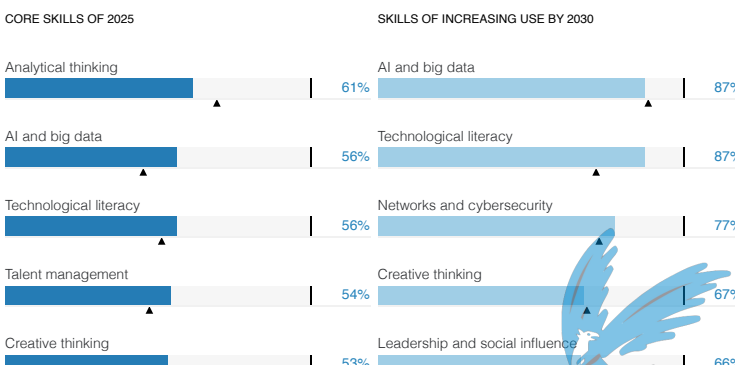 CORE SKILLS OF 2025
Analytical thinking
61%
AI and big data
56%
Technological literacy
56%
Talent management
54%
Creative thinking
53%
SKILLS OF INCREASING USE BY 2030
AI and big data
87%
Technological literacy
87%
Networks and cybersecurity
77%
Creative thinking
67%
Leadership and social influence
66%